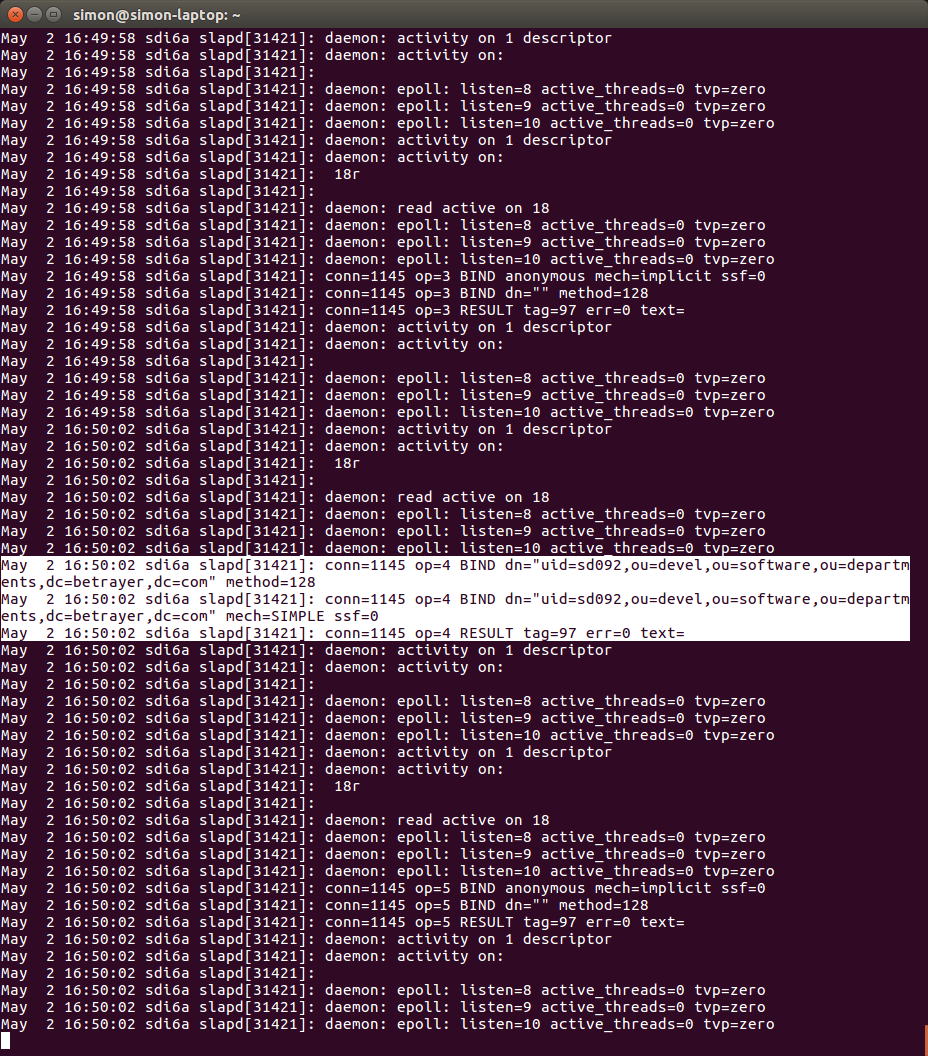 simon@simon-laptop: ~
May  2 16:49:58 sdi6a slapd[31421]: daemon: activity on 1 descriptor
May  2 16:49:58 sdi6a slapd[31421]: daemon: activity on:
May  2 16:49:58 sdi6a slapd[31421]:
May  2 16:49:58 sdi6a slapd[31421]: daemon: epoll: listen=8 active_threads=0 tvp=zero
May  2 16:49:58 sdi6a slapd[31421]: daemon: epoll: listen=9 active_threads=0 tvp=zero
May  2 16:49:58 sdi6a slapd[31421]: daemon: epoll: listen=10 active_threads=0 tvp=zero
May  2 16:49:58 sdi6a slapd[31421]: daemon: activity on 1 descriptor
May  2 16:49:58 sdi6a slapd[31421]: daemon: activity on:
May  2 16:49:58 sdi6a slapd[31421]:  18r
May  2 16:49:58 sdi6a slapd[31421]:
May  2 16:49:58 sdi6a slapd[31421]: daemon: read active on 18
May  2 16:49:58 sdi6a slapd[31421]: daemon: epoll: listen=8 active_threads=0 tvp=zero
May  2 16:49:58 sdi6a slapd[31421]: daemon: epoll: listen=9 active_threads=0 tvp=zero
May  2 16:49:58 sdi6a slapd[31421]: daemon: epoll: listen=10 active_threads=0 tvp=zero
May  2 16:49:58 sdi6a slapd[31421]: conn=1145 op=3 BIND anonymous mech=implicit ssf=0
May  2 16:49:58 sdi6a slapd[31421]: conn=1145 op=3 BIND dn="" method=128
May  2 16:49:58 sdi6a slapd[31421]: conn=1145 op=3 RESULT tag=97 err=0 text=
May  2 16:49:58 sdi6a slapd[31421]: daemon: activity on 1 descriptor
May  2 16:49:58 sdi6a slapd[31421]: daemon: activity on:
May  2 16:49:58 sdi6a slapd[31421]:
May  2 16:49:58 sdi6a slapd[31421]: daemon: epoll: listen=8 active_threads=0 tvp=zero
May  2 16:49:58 sdi6a slapd[31421]: daemon: epoll: listen=9 active_threads=0 tvp=zero
May  2 16:49:58 sdi6a slapd[31421]: daemon: epoll: listen=10 active_threads=0 tvp=zero
May  2 16:50:02 sdi6a slapd[31421]: daemon: activity on 1 descriptor
May  2 16:50:02 sdi6a slapd[31421]: daemon: activity on:
May  2 16:50:02 sdi6a slapd[31421]:  18r
May  2 16:50:02 sdi6a slapd[31421]:
May  2 16:50:02 sdi6a slapd[31421]: daemon: read active on 18
May  2 16:50:02 sdi6a slapd[31421]: daemon: epoll: listen=8 active_threads=0 tvp=zero
May  2 16:50:02 sdi6a slapd[31421]: daemon: epoll: listen=9 active_threads=0 tvp=zero
May  2 16:50:02 sdi6a slapd[31421]: daemon: epoll: listen=10 active_threads=0 tvp=zero
May  2 16:50:02 sdi6a slapd[31421]: conn=1145 op=4 BIND dn="uid=sd092,ou=devel,ou=software,ou=departm
ents,dc=betrayer,dc=com" method=128
May  2 16:50:02 sdi6a slapd[31421]: conn=1145 op=4 BIND dn="uid=sd092,ou=devel,ou=software,ou=departm
ents,dc=betrayer,dc=com" mech=SIMPLE ssf=0
May  2 16:50:02 sdi6a slapd[31421]: conn=1145 op=4 RESULT tag=97 err=0 text=
May  2 16:50:02 sdi6a slapd[31421]: daemon: activity on 1 descriptor
May  2 16:50:02 sdi6a slapd[31421]: daemon: activity on:
May  2 16:50:02 sdi6a slapd[31421]:
May  2 16:50:02 sdi6a slapd[31421]: daemon: epoll: listen=8 active_threads=0 tvp=zero
May  2 16:50:02 sdi6a slapd[31421]: daemon: epoll: listen=9 active_threads=0 tvp=zero
May  2 16:50:02 sdi6a slapd[31421]: daemon: epoll: listen=10 active_threads=0 tvp=zero
May  2 16:50:02 sdi6a slapd[31421]: daemon: activity on 1 descriptor
May  2 16:50:02 sdi6a slapd[31421]: daemon: activity on:
May  2 16:50:02 sdi6a slapd[31421]:  18r
May  2 16:50:02 sdi6a slapd[31421]:
May  2 16:50:02 sdi6a slapd[31421]: daemon: read active on 18
May  2 16:50:02 sdi6a slapd[31421]: daemon: epoll: listen=8 active_threads=0 tvp=zero
May  2 16:50:02 sdi6a slapd[31421]: daemon: epoll: listen=9 active_threads=0 tvp=zero
May  2 16:50:02 sdi6a slapd[31421]: daemon: epoll: listen=10 active_threads=0 tvp=zero
May  2 16:50:02 sdi6a slapd[31421]: conn=1145 op=5 BIND anonymous mech=implicit ssf=0
May  2 16:50:02 sdi6a slapd[31421]: conn=1145 op=5 BIND dn="" method=128
May  2 16:50:02 sdi6a slapd[31421]: conn=1145 op=5 RESULT tag=97 err=0 text=
May  2 16:50:02 sdi6a slapd[31421]: daemon: activity on 1 descriptor
May  2 16:50:02 sdi6a slapd[31421]: daemon: activity on:
May  2 16:50:02 sdi6a slapd[31421]:
May  2 16:50:02 sdi6a slapd[31421]: daemon: epoll: listen=8 active_threads=0 tvp=zero
May  2 16:50:02 sdi6a slapd[31421]: daemon: epoll: listen=9 active_threads=0 tvp=zero
May  2 16:50:02 sdi6a slapd[31421]: daemon: epoll: listen=10 active_threads=0 tvp=zero